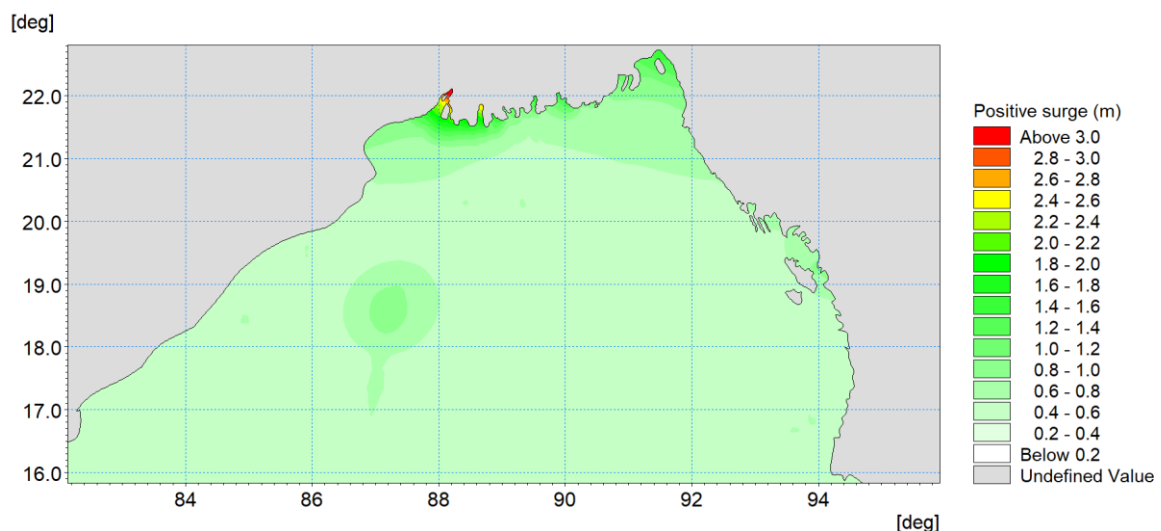 [deg]
22.0
21.0
20.0
19.0
18.0
17.0
16.0
84
86
88
90
92
94
[deg]
Positive surge (m)
Above 3.0
2.8 - 3.0
2.6 - 2.8
2.4 - 2.6
2.2 - 2.4
2.0 - 2.2
1.8 - 2.0
1.6 - 1.8
1.4 - 1.6
1.2 - 1.4
1.0 - 1.2
0.8 - 1.0
0.6 - 0.8
0.4 - 0.6
0.2 - 0.4
Below 0.2
Undefined Value